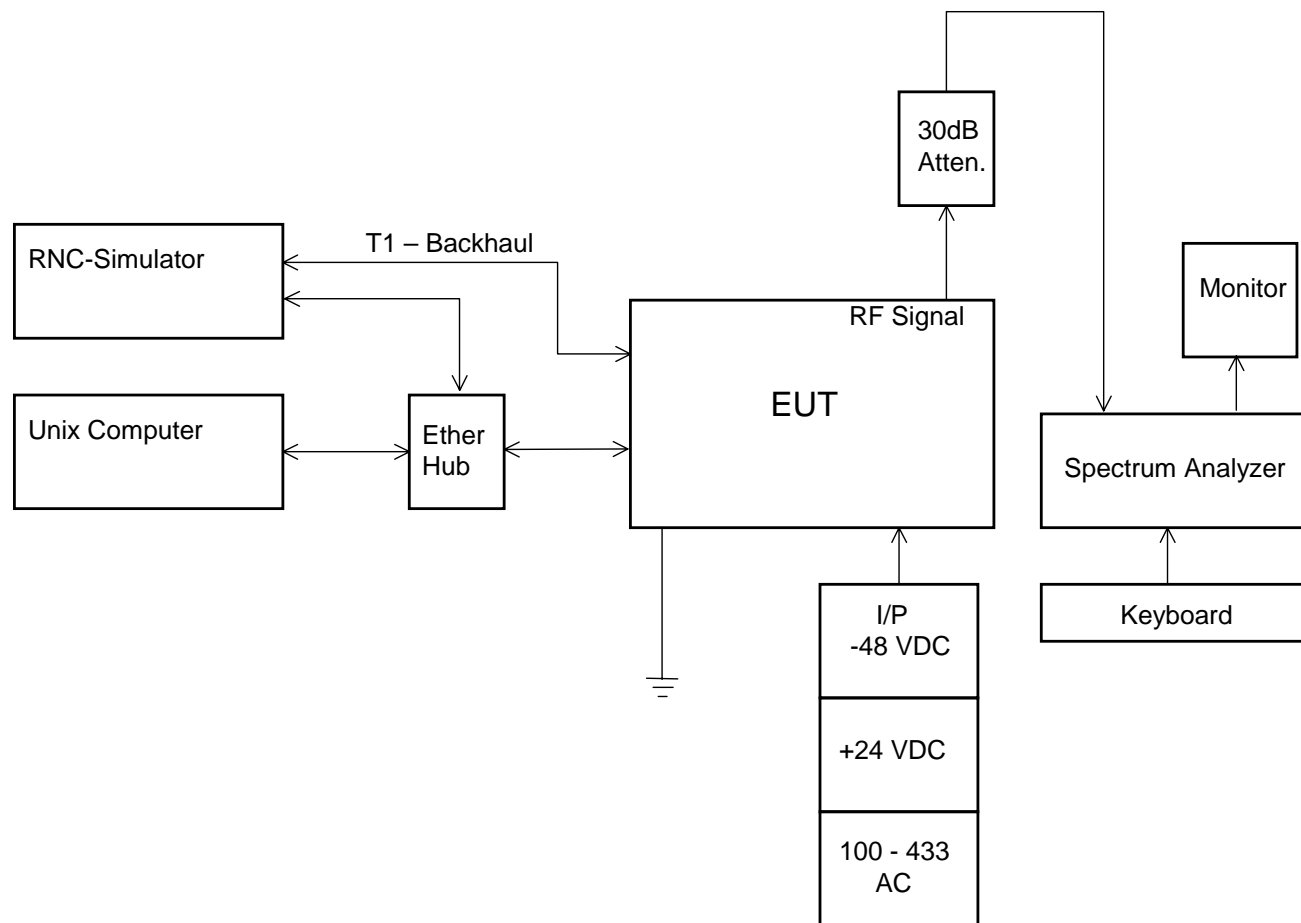 30dB
Atten.
RNC-Simulator
T1 – Backhaul
Monitor
RF Signal
EUT
Unix Computer
Ether
Hub
Spectrum Analyzer
Keyboard
I/P
-48 VDC
+24 VDC
100 - 433
AC